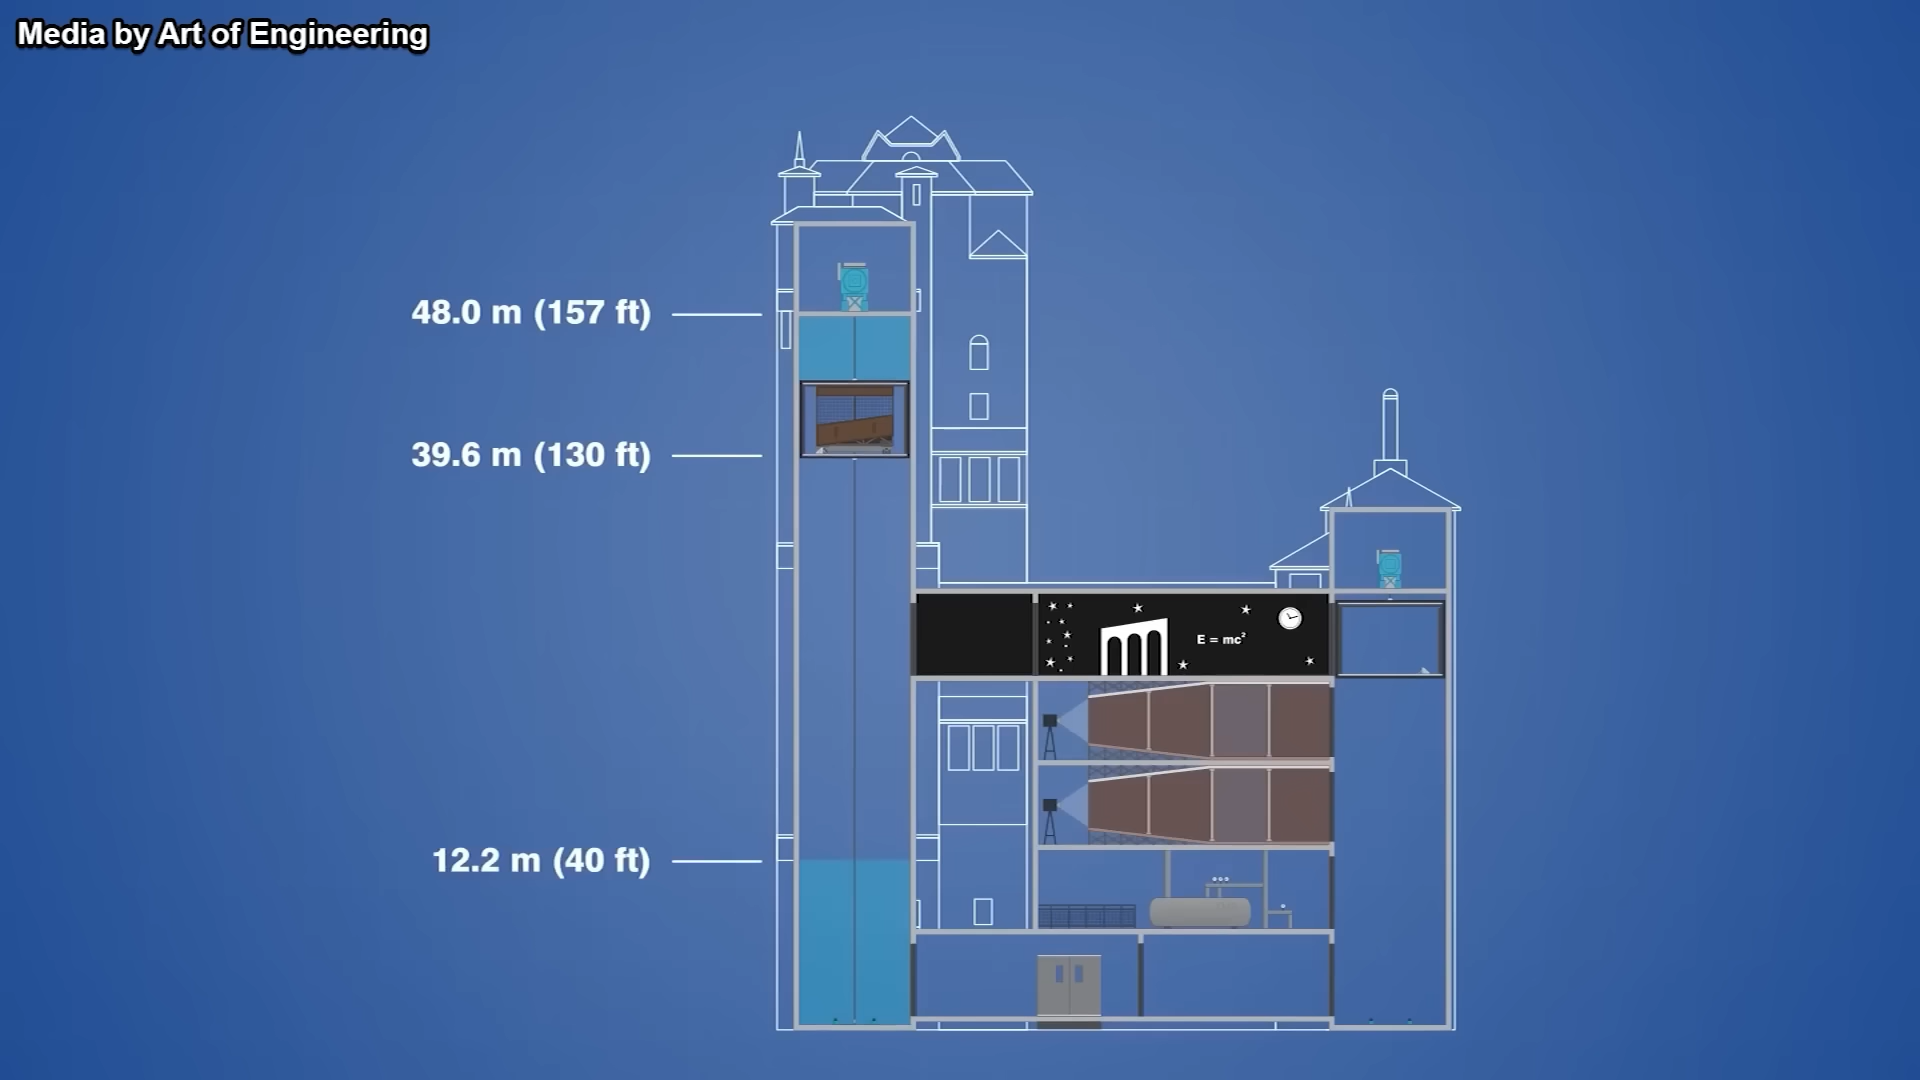 Media by Art of Engineering
48.0 m (157 ft)
39.6 m (130 ft)
E = mc²
12.2 m (40 ft)